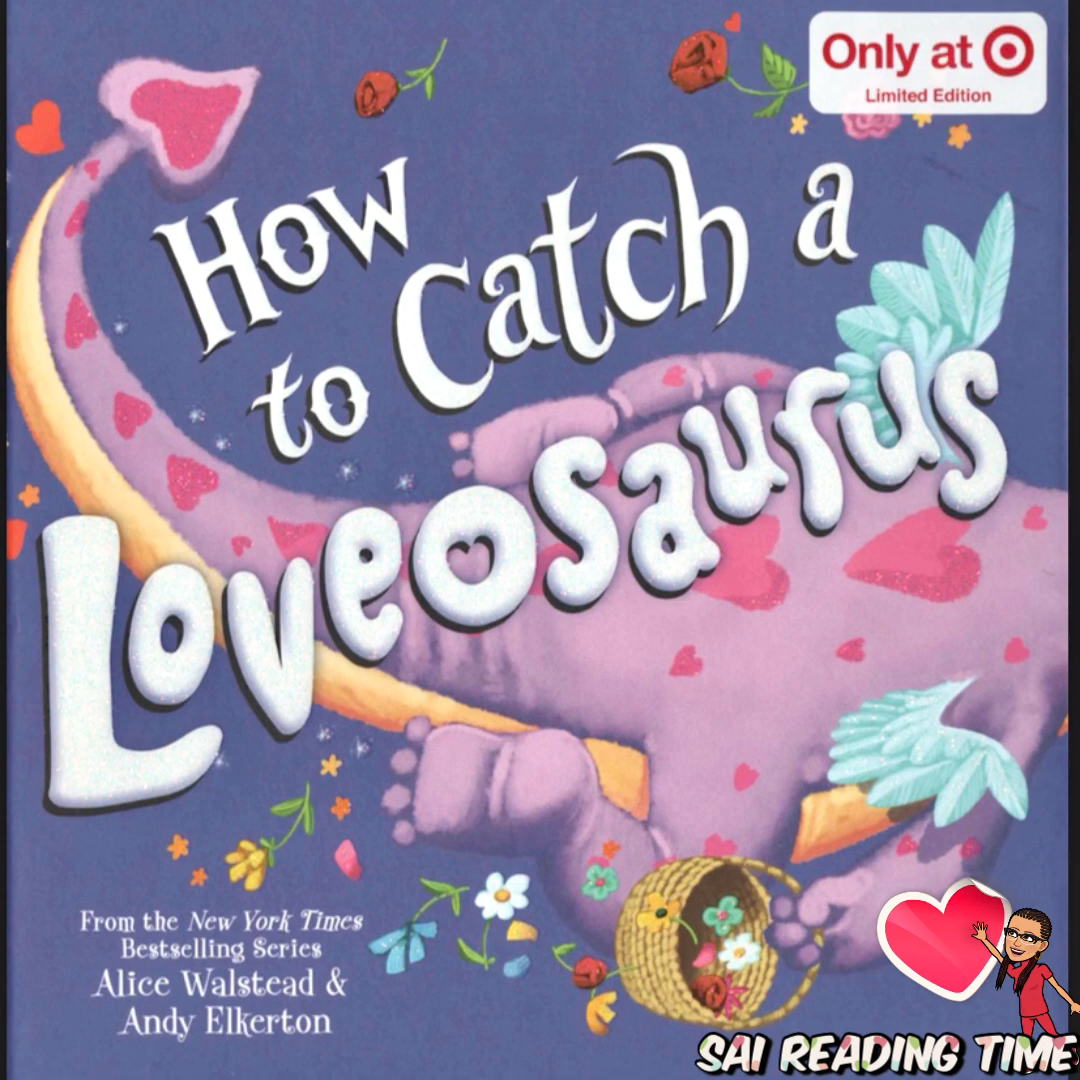 Only at
Limited Edition
How
to Catch a
Loveosaurus
From the New York Times
Bestselling Series
Alice Walstead &
Andy Elkerton
SAI READING TIME